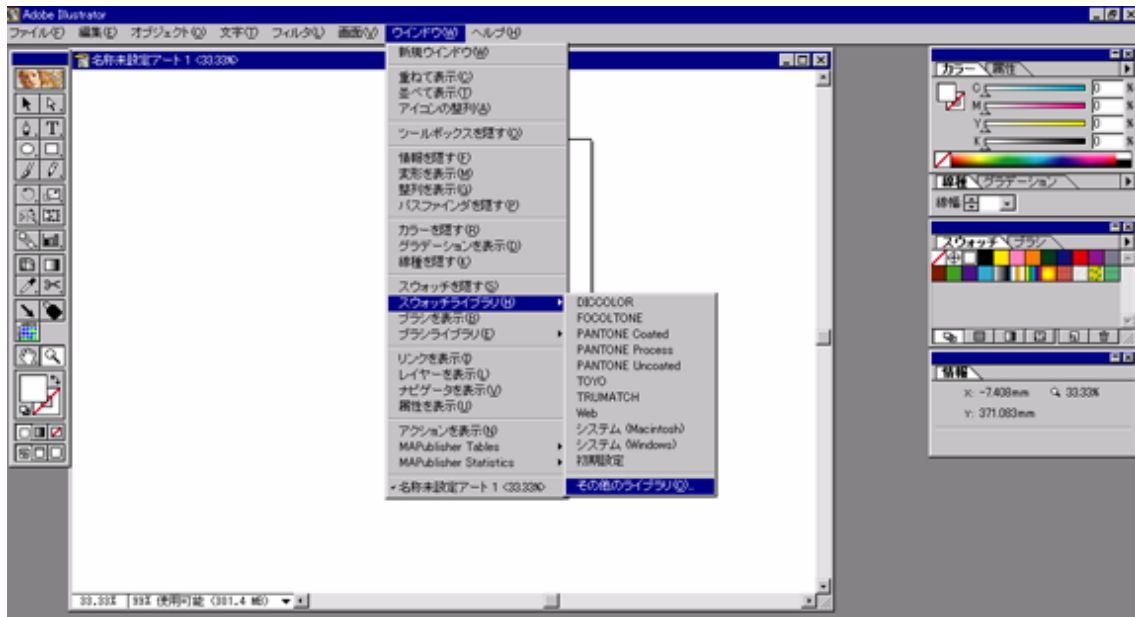 Adobe Illustrator
ファイル(F) 編集(E) オブジェクト(O) 文字(T) フィルタ(L) 画面(V) ウインドウ(W) ヘルプ(H)
名称未設定アート 1 <33.33%>
新規ウインドウ(W)
重ねて表示(C)
並べて表示(T)
アイコンの整列(A)
ツールボックスを隠す(O)
情報を隠す(F)
変形を表示(M)
整列を表示(G)
パスファインダを隠す(P)
カラーを隠す(R)
グラデーションを表示(D)
線種を隠す(K)
スウォッチを隠す(S)
スウォッチライブラリ(H)
ブラシを表示(B)
ブラシライブラリ(E)
リンクを表示(I)
レイヤーを表示(L)
ナビゲータを表示(V)
属性を表示(U)
アクションを表示(N)
MAPublisher Tables
MAPublisher Statistics
名称未設定アート 1 <33.33%>
DICCOLOR
FOCOLTONE
PANTONE Coated
PANTONE Process
PANTONE Uncoated
TOYO
TRUMATCH
Web
システム (Macintosh)
システム (Windows)
初期設定
その他のライブラリ(O)...
カラー 属性
C 0 %
M 0 %
Y 0 %
K 0 %
線種 グラデーション
線幅
スウォッチ ブラシ
情報
X: -7.408mm 33.33%
Y: 371.083mm
33.33% 99% 使用可能 (301.4 MB)